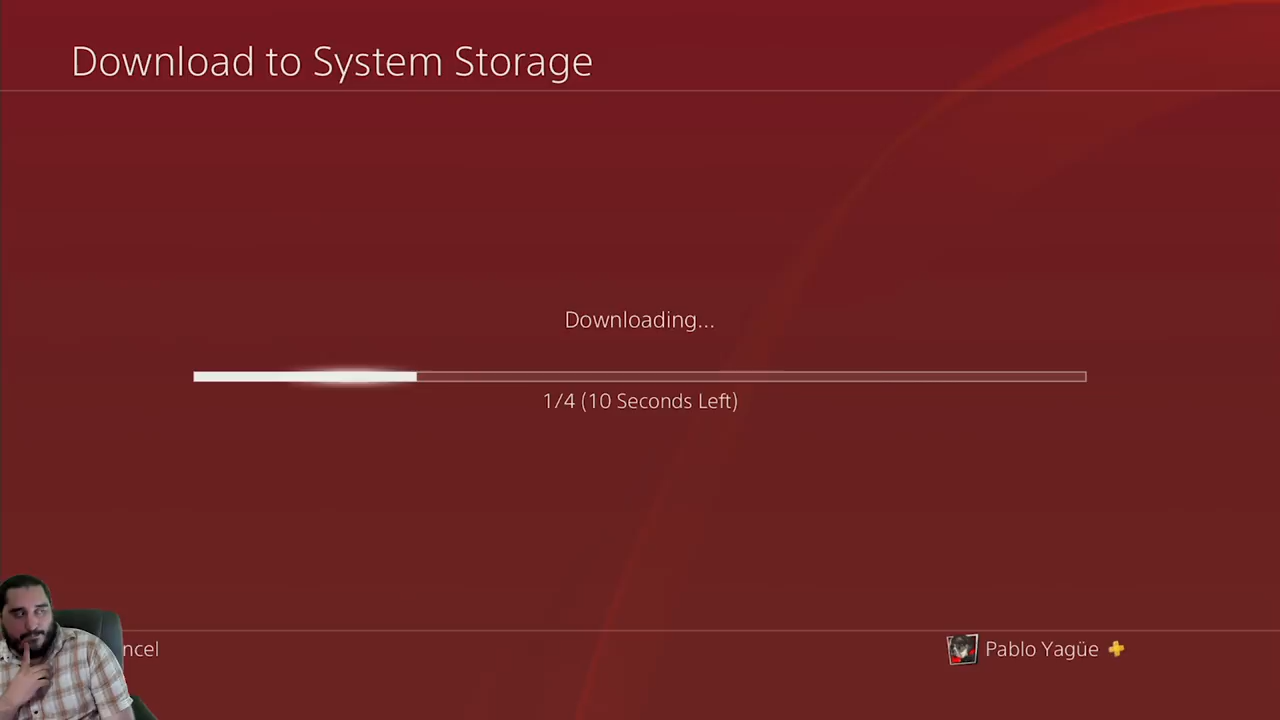 Download to System Storage
Downloading...
1/4 (10 Seconds Left)
ncel
Pablo Yagüe